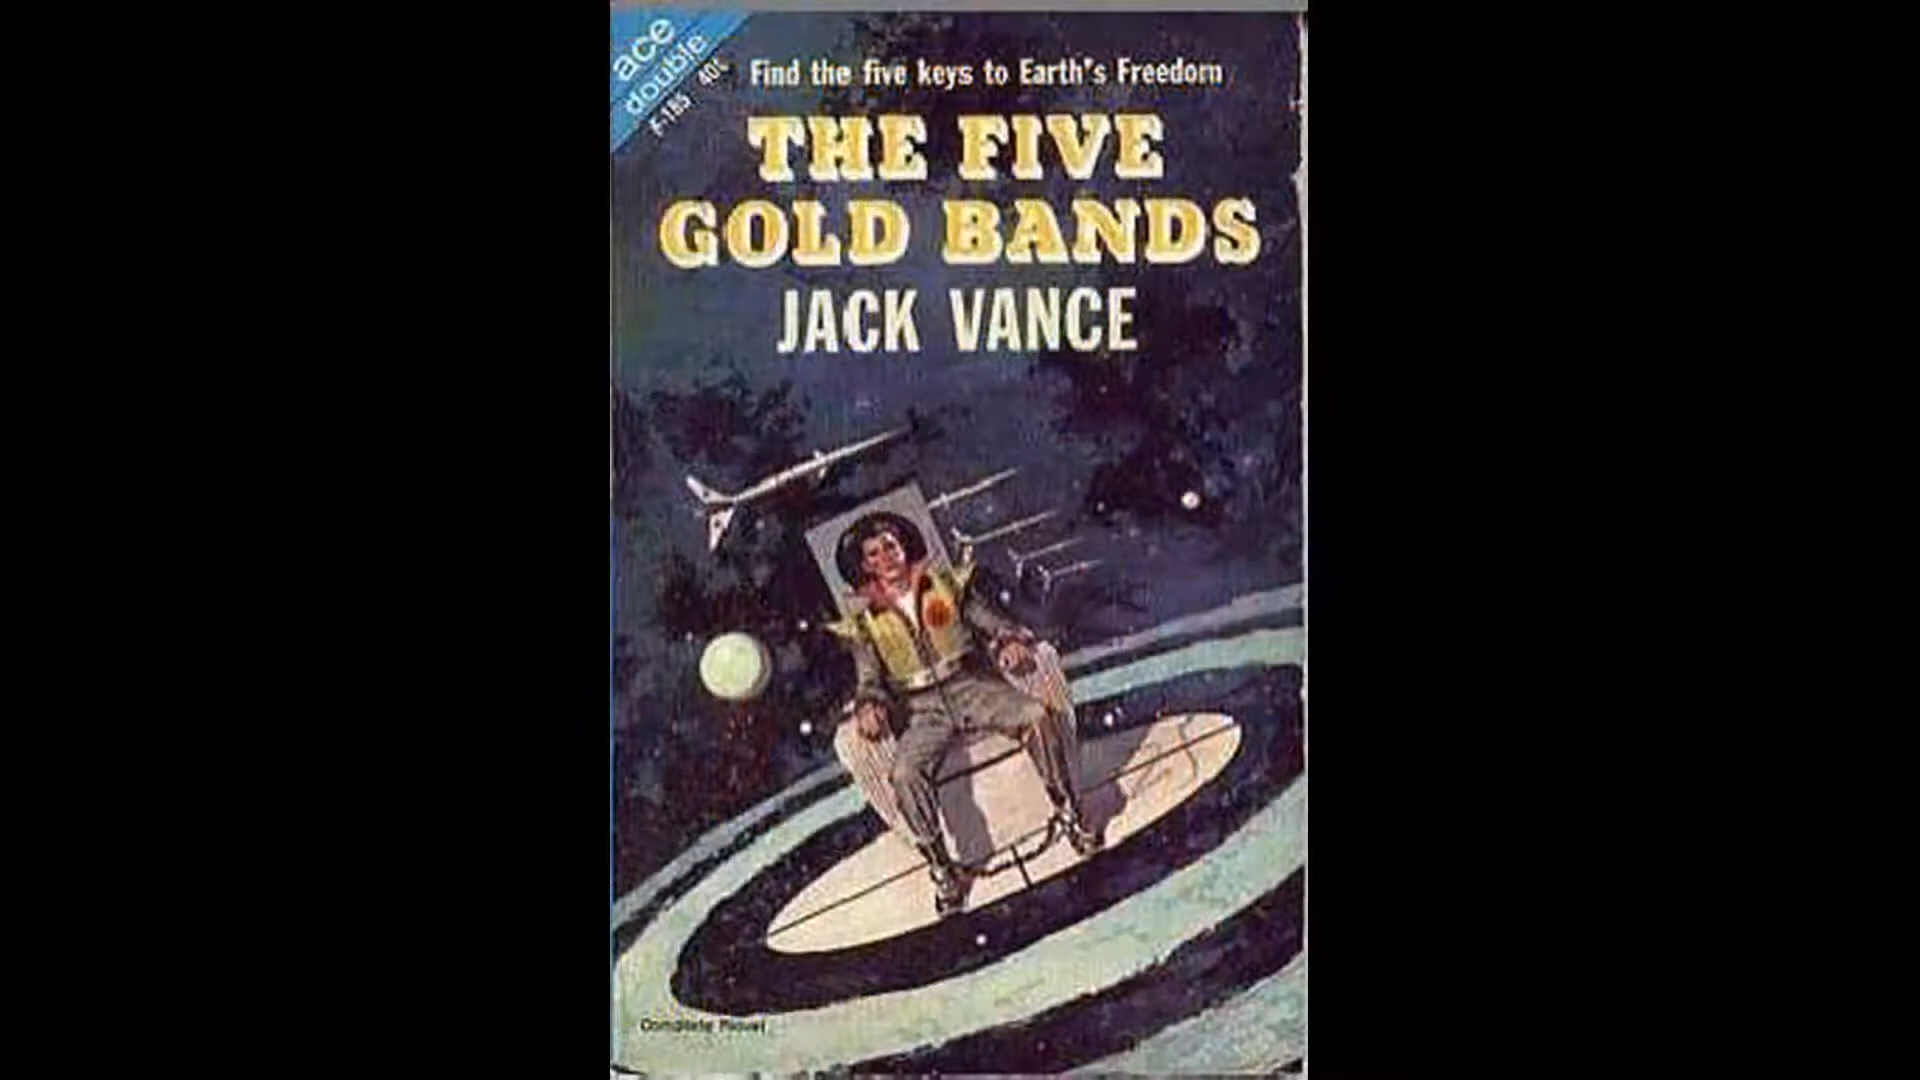 ace
double
F-185 40¢
Find the five keys to Earth's Freedom
THE FIVE
GOLD BANDS
JACK VANCE
Complete Novel